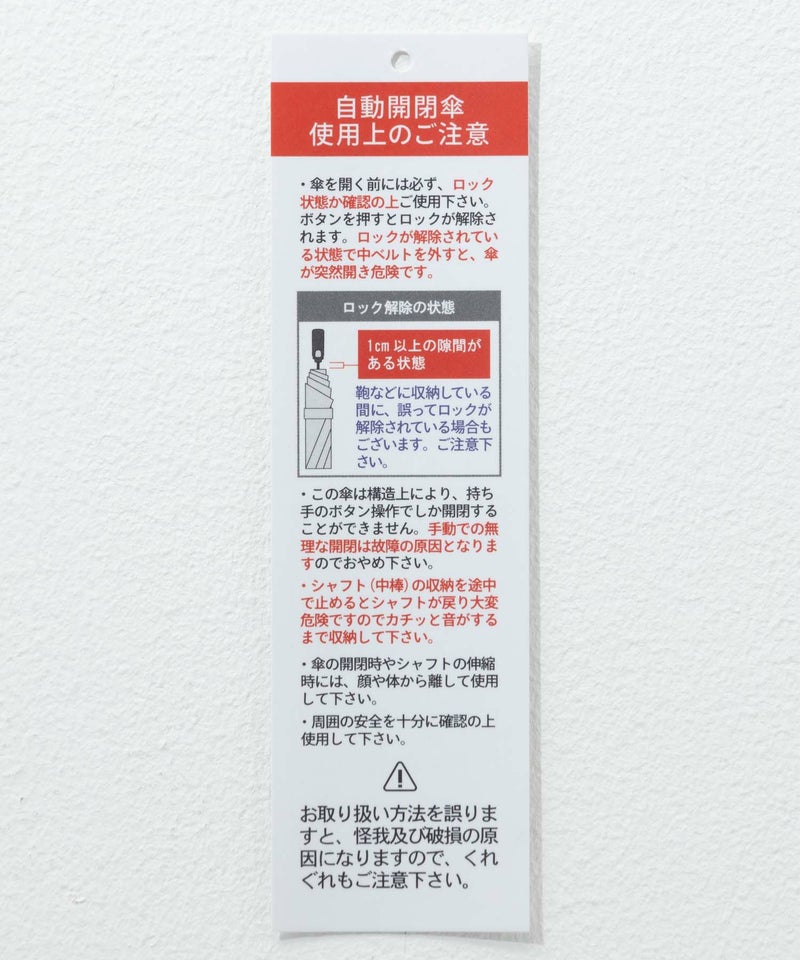 自動開閉傘
使用上のご注意
・傘を開く前には必ず、ロック
状態か確認の上ご使用下さい。
ボタンを押すとロックが解除さ
れます。ロックが解除されてい
る状態で中ベルトを外すと、傘
が突然開き危険です。
ロック解除の状態
1cm 以上の隙間が
ある状態
鞄などに収納している
間に、誤ってロックが
解除されている場合も
ございます。ご注意下
さい。
・この傘は構造上により、持ち
手のボタン操作でしか開閉する
ことができません。手動での無
理な開閉は故障の原因となりま
すのでおやめ下さい。
・シャフト(中棒)の収納を途中
で止めるとシャフトが戻り大変
危険ですのでカチッと音がする
まで収納して下さい。
・傘の開閉時やシャフトの伸縮
時には、顔や体から離して使用
して下さい。
・周囲の安全を十分に確認の上
使用して下さい。
お取り扱い方法を誤りま
すと、怪我及び破損の原
因になりますので、くれ
ぐれもご注意下さい。